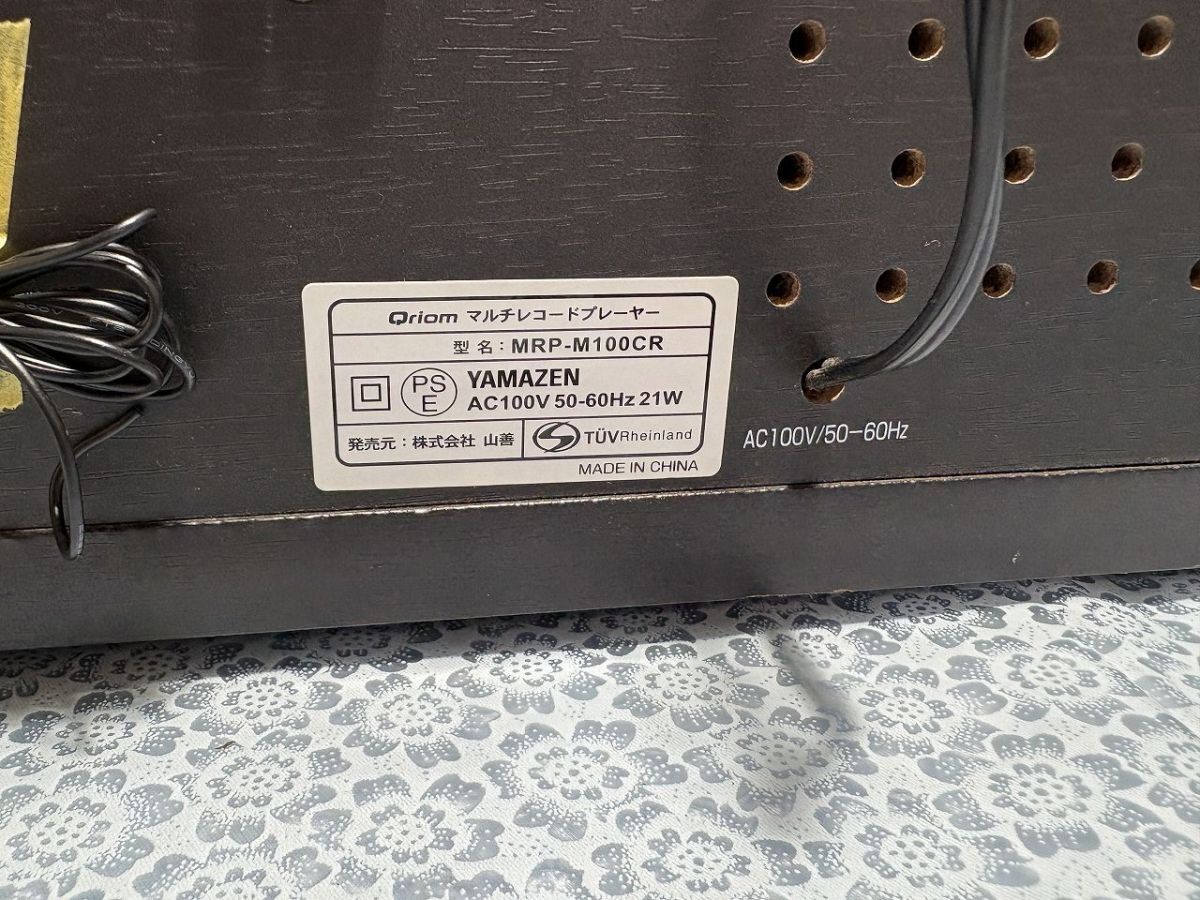 Qriom マルチレコードプレーヤー
型 名 : MRP-M100CR
PS
E
YAMAZEN
AC100V 50-60Hz 21W
発売元 : 株式会社 山善
TÜVRheinland
MADE IN CHINA
AC100V/50-60Hz